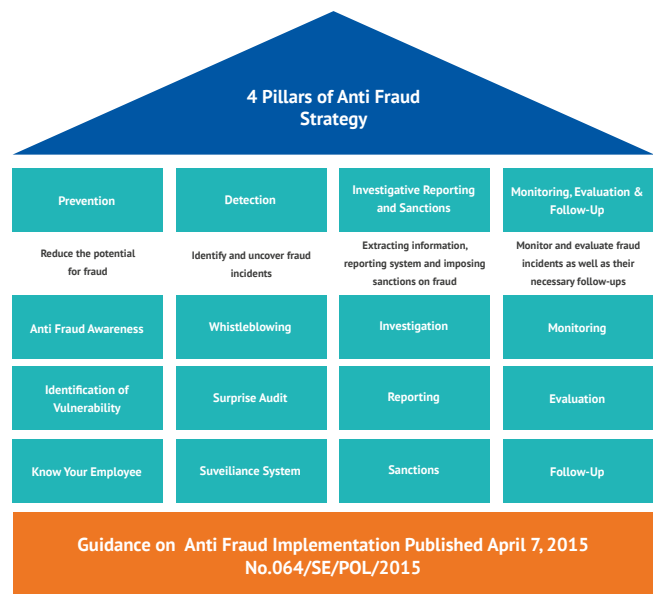 4 Pillars of Anti Fraud
Strategy
Prevention
Detection
Investigative Reporting
and Sanctions
Monitoring, Evaluation &
Follow-Up
Reduce the potential
for fraud
Identify and uncover fraud
incidents
Extracting information,
reporting system and imposing
sanctions on fraud
Monitor and evaluate fraud
incidents as well as their
necessary follow-ups
Anti Fraud Awareness
Whistleblowing
Investigation
Monitoring
Identification of
Vulnerability
Surprise Audit
Reporting
Evaluation
Know Your Employee
Suveiliance System
Sanctions
Follow-Up
Guidance on Anti Fraud Implementation Published April 7, 2015
No.064/SE/POL/2015